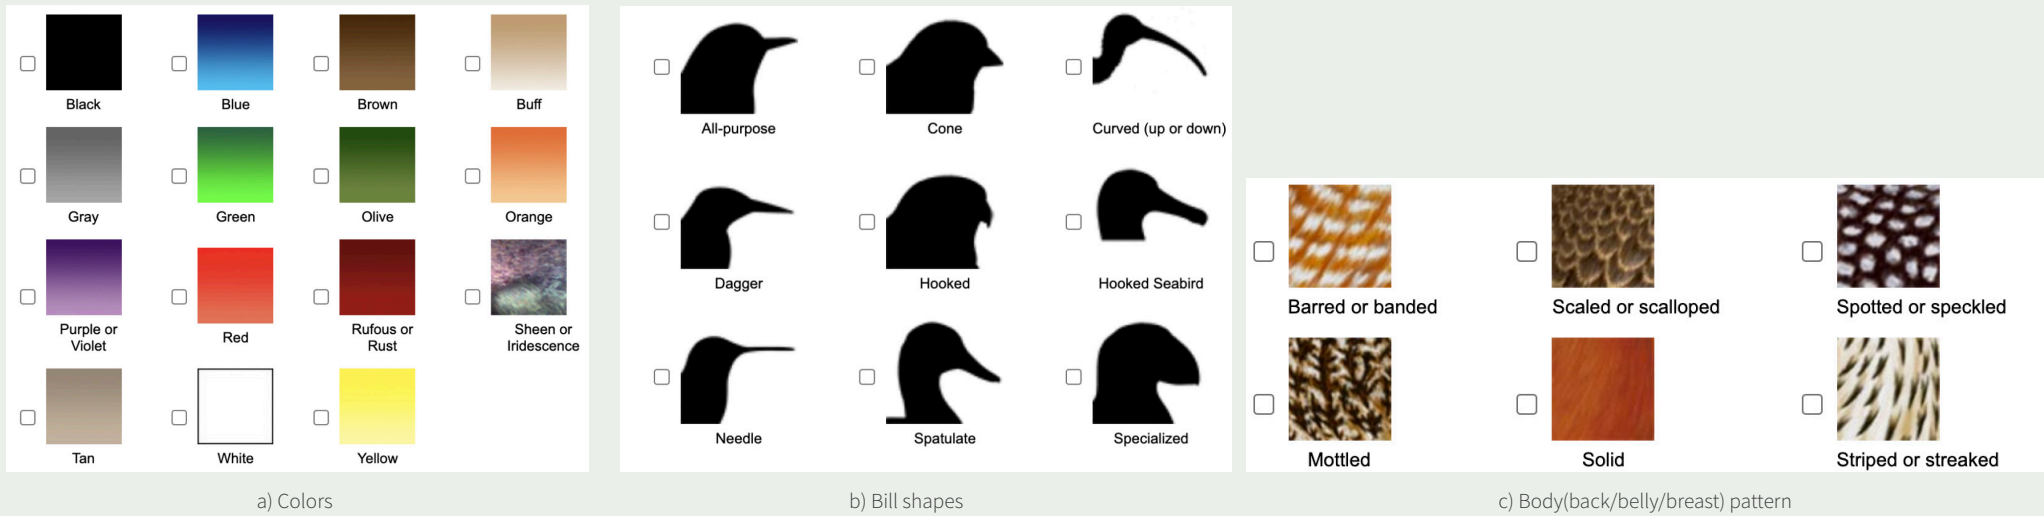 Black
Blue
Brown
Buff
Gray
Green
Olive
Orange
Purple or
Violet
Red
Rufous or
Rust
Sheen or
Iridescence
Tan
White
Yellow
a) Colors
All-purpose
Cone
Curved (up or down)
Dagger
Hooked
Hooked Seabird
Needle
Spatulate
Specialized
b) Bill shapes
Barred or banded
Scaled or scalloped
Spotted or speckled
Mottled
Solid
Striped or streaked
c) Body(back/belly/breast) pattern